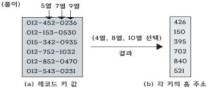 (풀이)
5열 7열 9열
012-452-0236
012-153-0530
015-342-0935
012-752-1032
012-852-0470
012-543-0231
(4열, 8열, 10열 선택)
결과
426
150
395
702
840
521
(a) 레코드 키 값
(b) 각 키의 홈 주소